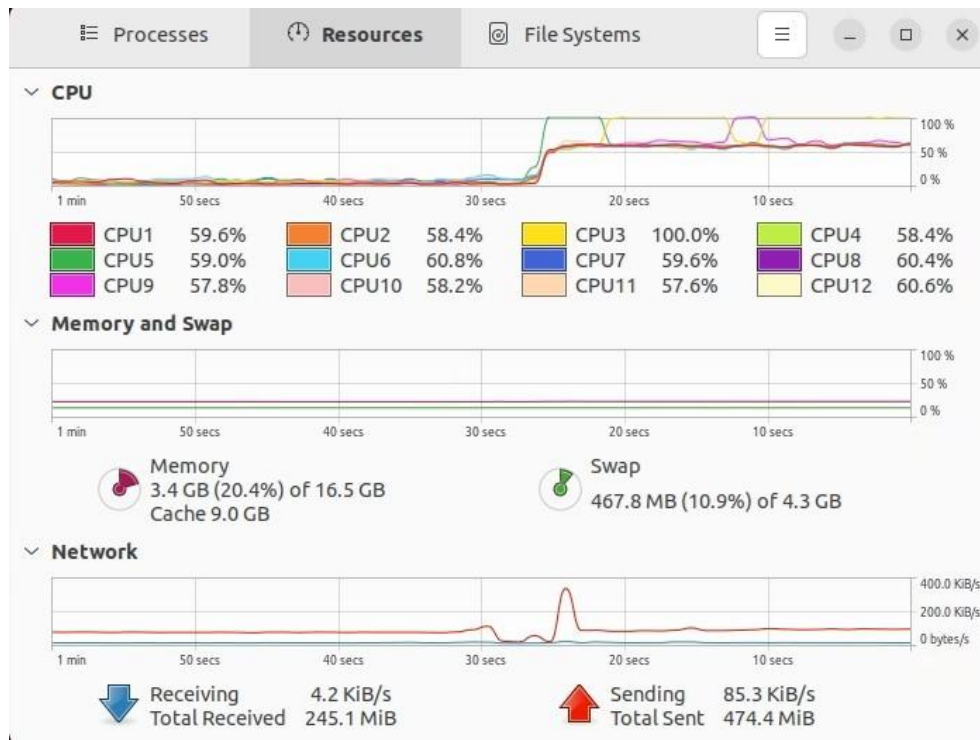 Processes Resources File Systems
CPU
100 %
50 %
0 %
1 min 50 secs 40 secs 30 secs 20 secs 10 secs
CPU1 59.6% CPU2 58.4% CPU3 100.0% CPU4 58.4%
CPU5 59.0% CPU6 60.8% CPU7 59.6% CPU8 60.4%
CPU9 57.8% CPU10 58.2% CPU11 57.6% CPU12 60.6%
Memory and Swap
100 %
50 %
0 %
1 min 50 secs 40 secs 30 secs 20 secs 10 secs
Memory
3.4 GB (20.4%) of 16.5 GB
Cache 9.0 GB
Swap
467.8 MB (10.9%) of 4.3 GB
Network
400.0 KiB/s
200.0 KiB/s
0 bytes/s
1 min 50 secs 40 secs 30 secs 20 secs 10 secs
Receiving 4.2 KiB/s
Total Received 245.1 MiB
Sending 85.3 KiB/s
Total Sent 474.4 MiB